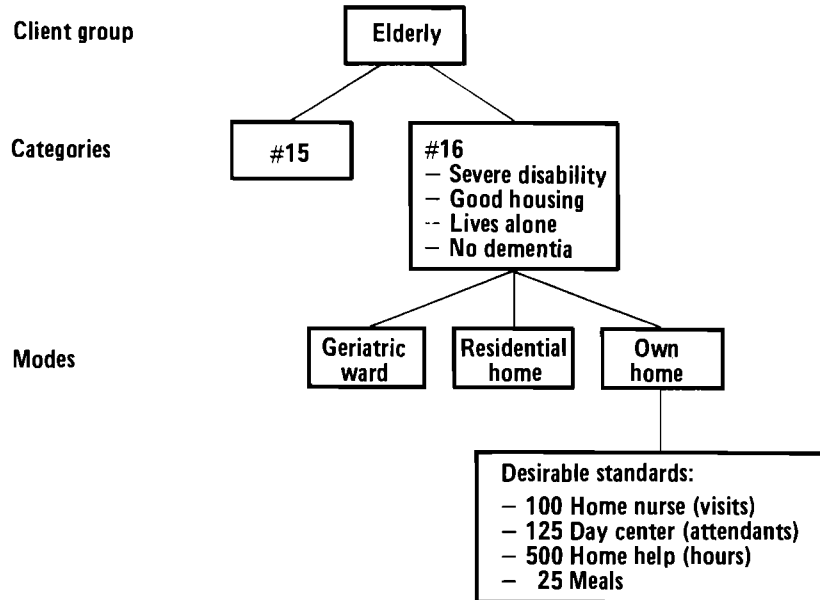 Client group
Elderly
Categories
#15
#16
– Severe disability
– Good housing
-- Lives alone
– No dementia
Modes
Geriatric
ward
Residential
home
Own
home
Desirable standards:
– 100 Home nurse (visits)
– 125 Day center (attendants)
– 500 Home help (hours)
– 25 Meals